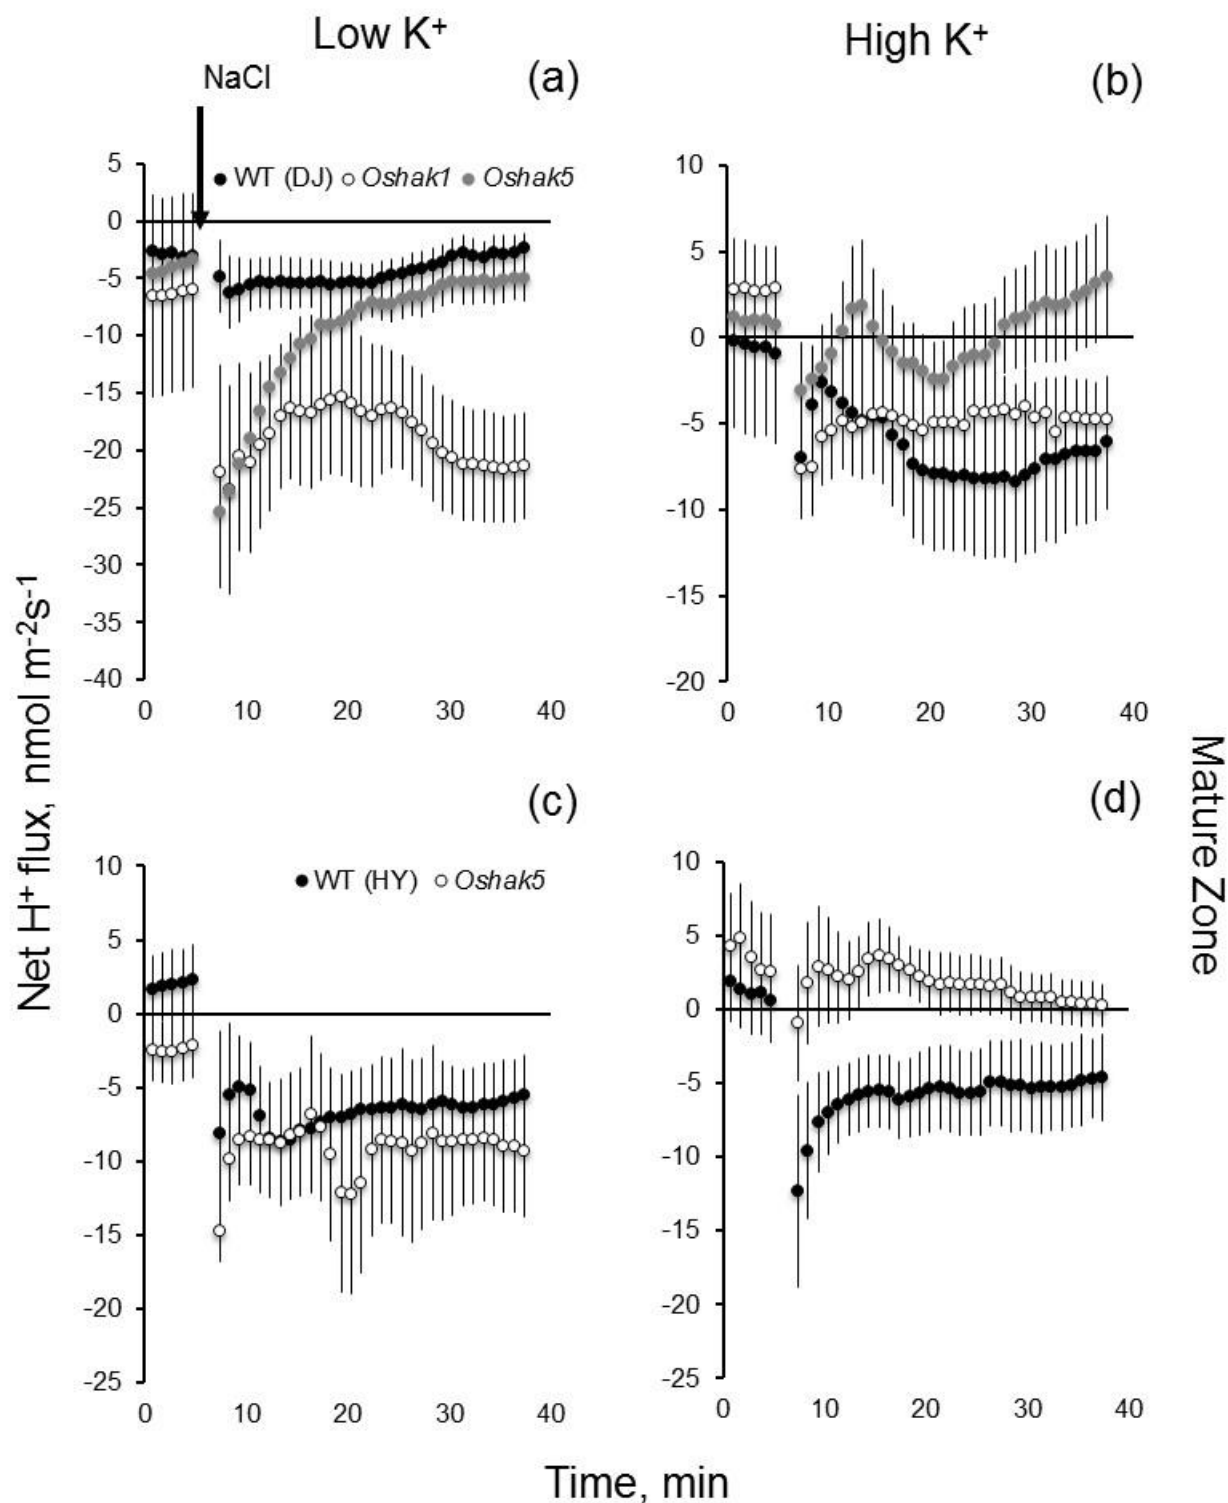 Low K⁺
High K⁺
NaCl
(a)
(b)
5
0
-5
-10
-15
-20
-25
-30
-35
-40
WT (DJ) Oshak1 Oshak5
0 10 20 30 40
10
5
0
-5
-10
-15
-20
0 10 20 30 40
Net H⁺ flux, nmol m⁻²s⁻¹
Mature Zone
(c)
(d)
10
5
0
-5
-10
-15
-20
-25
WT (HY) Oshak5
0 10 20 30 40
10
5
0
-5
-10
-15
-20
-25
0 10 20 30 40
Time, min